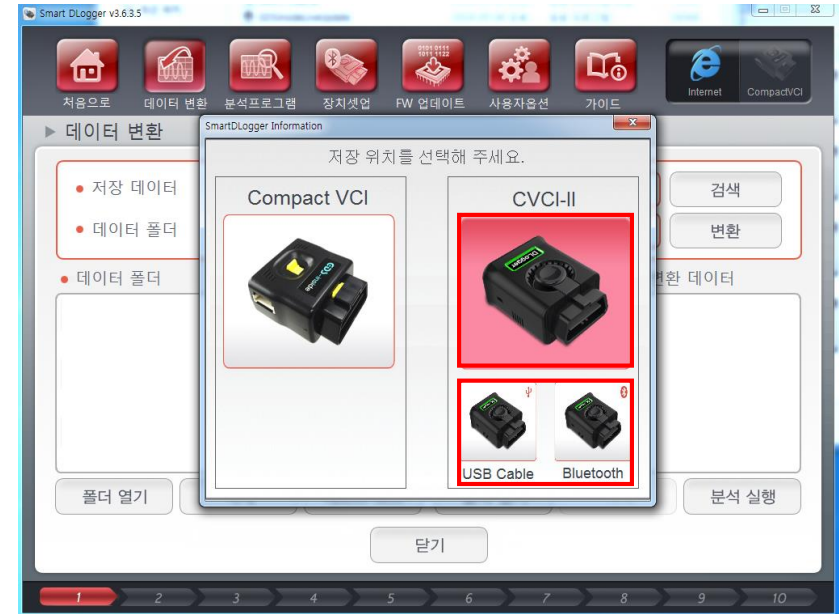 Smart DLogger v3.6.3.5
0101 0111
1011 1122
처음으로
데이터 변환
분석프로그램
장치셋업
FW 업데이트
사용자옵션
가이드
Internet
CompactVCI
데이터 변환
SmartDLogger Information
저장 위치를 선택해 주세요.
Compact VCI
CVCI-II
DLogger
USB Cable
Bluetooth
저장 데이터
검색
데이터 폴더
변환
데이터 폴더
변환 데이터
폴더 열기
분석 실행
닫기
1 2 3 4 5 6 7 8 9 10